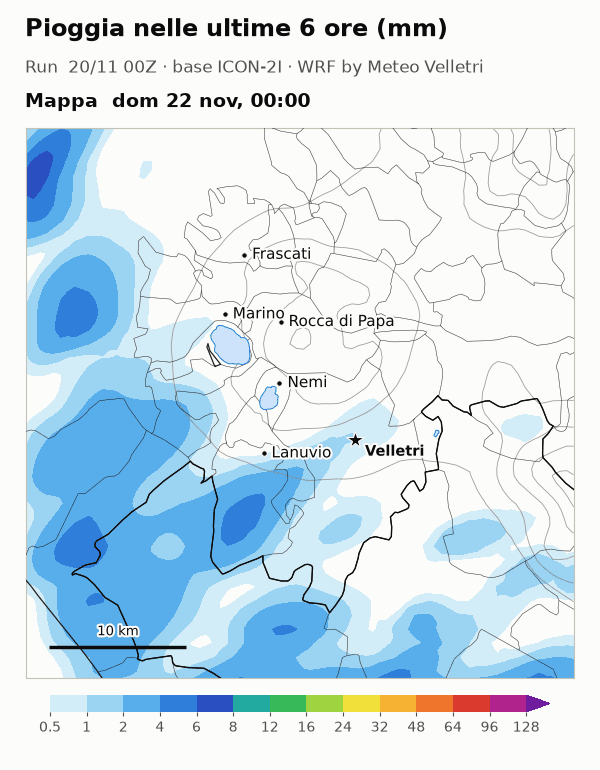 Pioggia nelle ultime 6 ore (mm)
Run  20/11 00Z · base ICON-2I · WRF by Meteo Velletri
Mappa  dom 22 nov, 00:00
Frascati
Marino
Rocca di Papa
Nemi
Lanuvio
Velletri
10 km
0.5 1 2 4 6 8 12 16 24 32 48 64 96 128